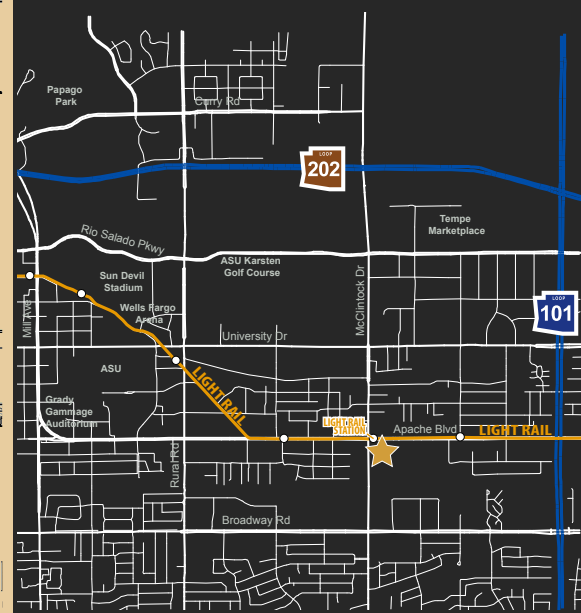 Papago
Park
Curry Rd
LOOP
202
Tempe
Marketplace
Rio Salado Pkwy
ASU Karsten
Golf Course
Sun Devil
Stadium
McClintock Dr
LOOP
101
Mill Ave
Wells Fargo
Arena
University Dr
ASU
LIGHT RAIL
Grady
Gammage
Auditorium
LIGHT RAIL
STATION
Apache Blvd
LIGHT RAIL
Rural Rd
Broadway Rd